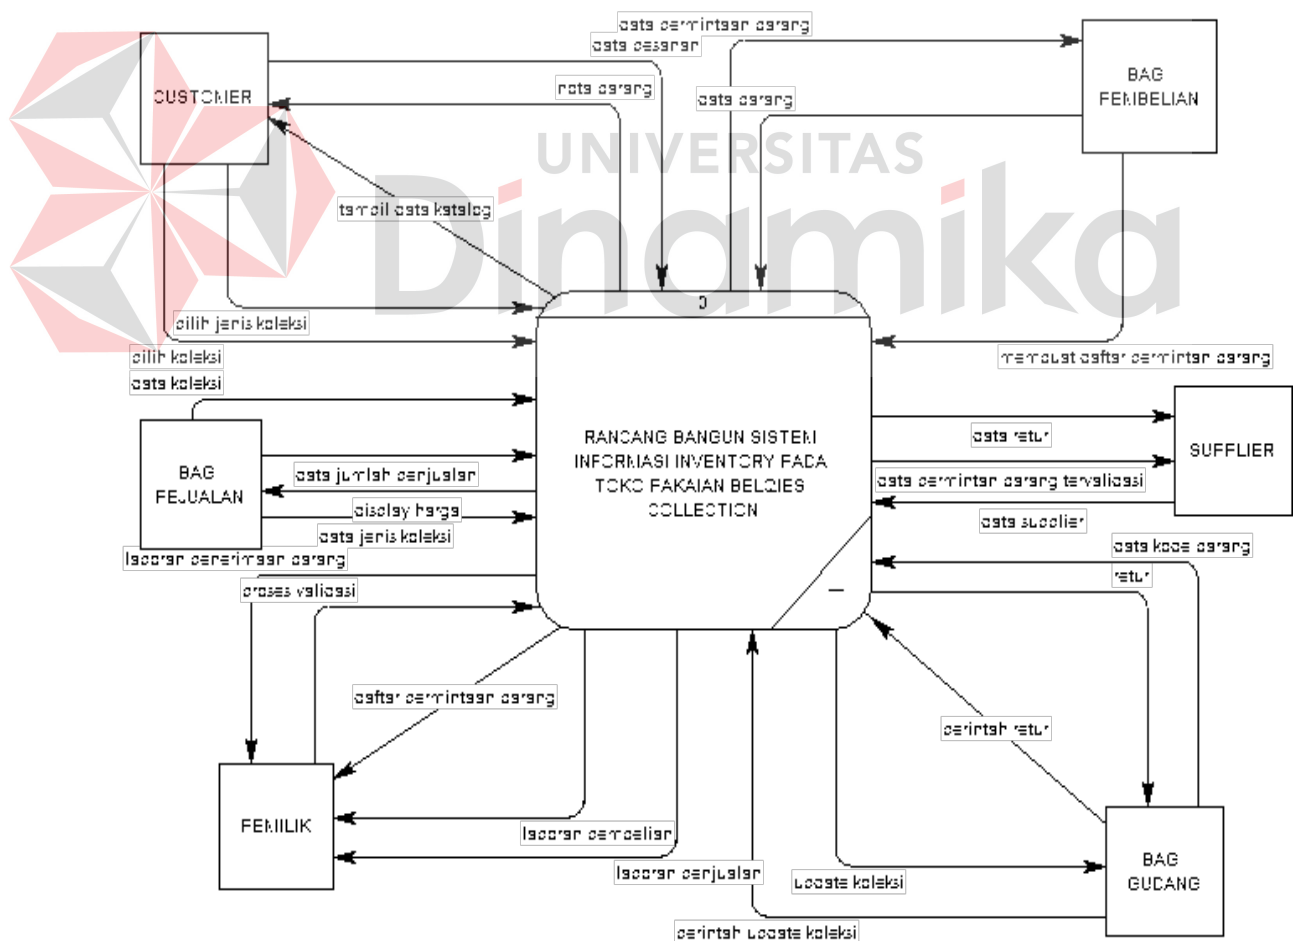 data permintaan barang
data pesanan
nota barang
data barang
CUSTOMER
BAG
PEMBELIAN
UNIVERSITAS
Dinamika
tampil data katalog
0
pilih jenis koleksi
pilih koleksi
membuat daftar permintan barang
data koleksi
BAG
PEJUALAN
data jumlah penjualan
display harga
data jenis koleksi
RANCANG BANGUN SISTEM
INFORMASI INVENTORY PADA
TOKO PAKAIAN BELQIES
COLLECTION
data retur
SUPPLIER
data permintan barang tervalidasi
data supplier
laporan penerimaan barang
proses validasi
data kode barang
retur
daftar permintaan barang
perintah retur
PEMILIK
laporan pembelian
laporan penjualan
update koleksi
BAG
GUDANG
perintah update koleksi